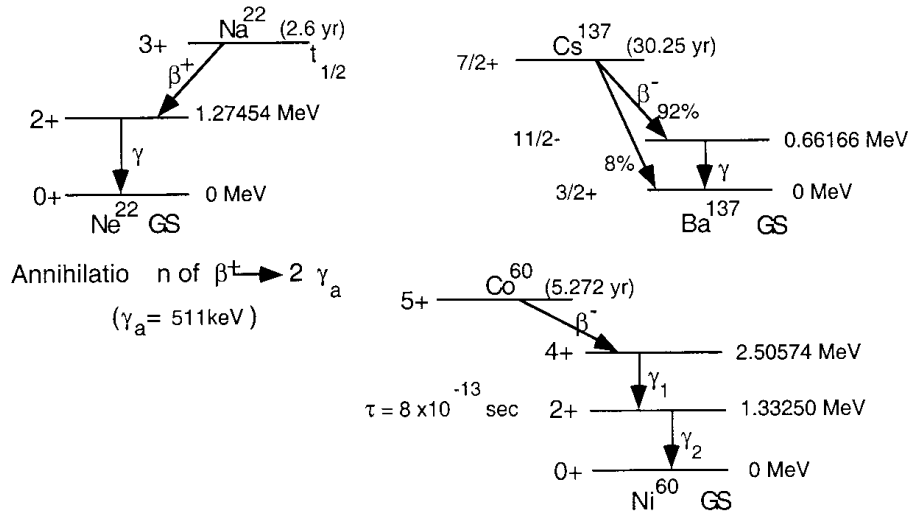 Na²² (2.6 yr)
3+
t 1/2
β⁺
2+ 1.27454 MeV
γ
0+ 0 MeV
Ne²² GS
Annihilatio n of β⁺ → 2 γₐ
(γₐ = 511keV)
Cs¹³⁷ (30.25 yr)
7/2+
β⁻
92%
11/2- 0.66166 MeV
8% γ
3/2+ 0 MeV
Ba¹³⁷ GS
Co⁶⁰ (5.272 yr)
5+
β⁻
4+ 2.50574 MeV
γ₁
τ = 8 x10⁻¹³ sec 2+ 1.33250 MeV
γ₂
0+ 0 MeV
Ni⁶⁰ GS